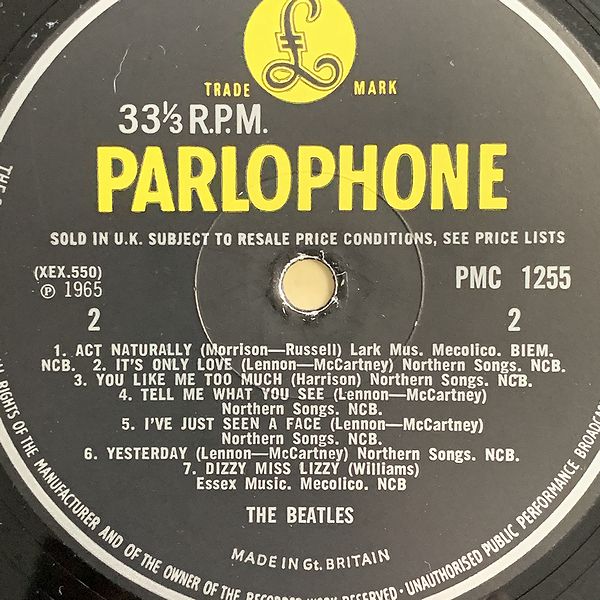 TRADE MARK
33⅓ R.P.M.
PARLOPHONE
SOLD IN U.K. SUBJECT TO RESALE PRICE CONDITIONS, SEE PRICE LISTS
(XEX.550)
℗ 1965
PMC 1255
2
2
1. ACT NATURALLY (Morrison—Russell) Lark Mus. Mecolico. BIEM.
NCB. 2. IT'S ONLY LOVE (Lennon—McCartney) Northern Songs. NCB.
3. YOU LIKE ME TOO MUCH (Harrison) Northern Songs. NCB.
4. TELL ME WHAT YOU SEE (Lennon—McCartney)
Northern Songs. NCB.
5. I'VE JUST SEEN A FACE (Lennon—McCartney)
Northern Songs. NCB.
6. YESTERDAY (Lennon—McCartney) Northern Songs. NCB.
7. DIZZY MISS LIZZY (Williams)
Essex Music. Mecolico. NCB
THE BEATLES
MADE IN Gt. BRITAIN
RIGHTS OF THE MANUFACTURER AND OF THE OWNER OF THE RECORDED WORK RESERVED · UNAUTHORISED PUBLIC PERFORMANCE